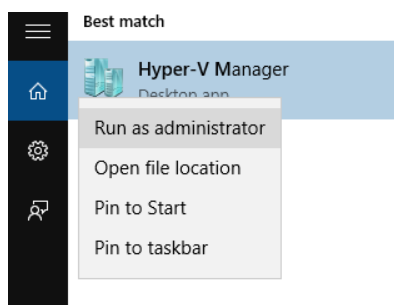 Best match
Hyper-V Manager
Desktop app
Run as administrator
Open file location
Pin to Start
Pin to taskbar